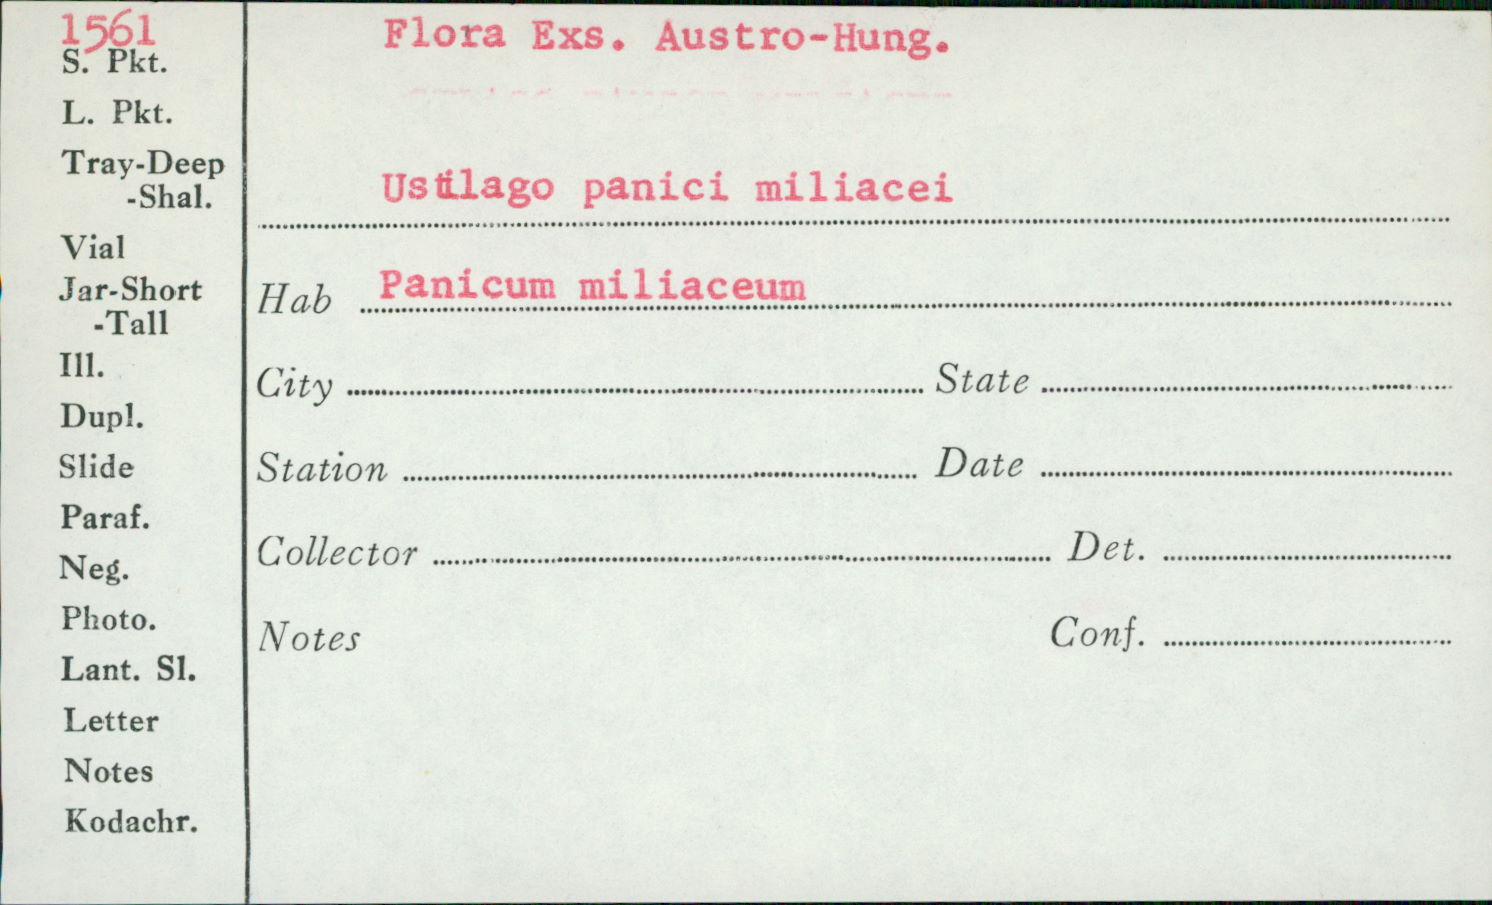 1561
S. Pkt.
L. Pkt.
Tray-Deep
-Shal.
Vial
Jar-Short
-Tall
Ill.
Dupl.
Slide
Paraf.
Neg.
Photo.
Lant. Sl.
Letter
Notes
Kodachr.
Flora Exs. Austro-Hung.
Ustilago panici miliacei
Hab Panicum miliaceum
City State
Station Date
Collector Det.
Notes Conf.